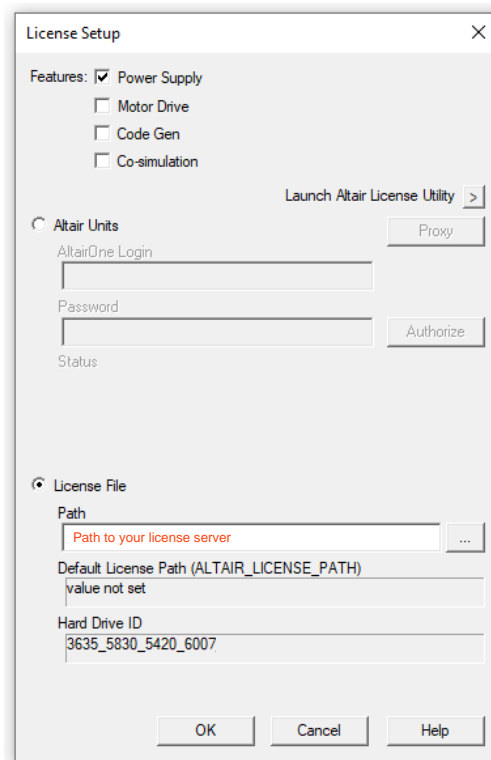 License Setup
Features: Power Supply
Motor Drive
Code Gen
Co-simulation
Launch Altair License Utility >
Altair Units
Proxy
AltairOne Login
Password
Authorize
Status
License File
Path
Path to your license server
...
Default License Path (ALTAIR_LICENSE_PATH)
value not set
Hard Drive ID
3635_5830_5420_6007
OK Cancel Help